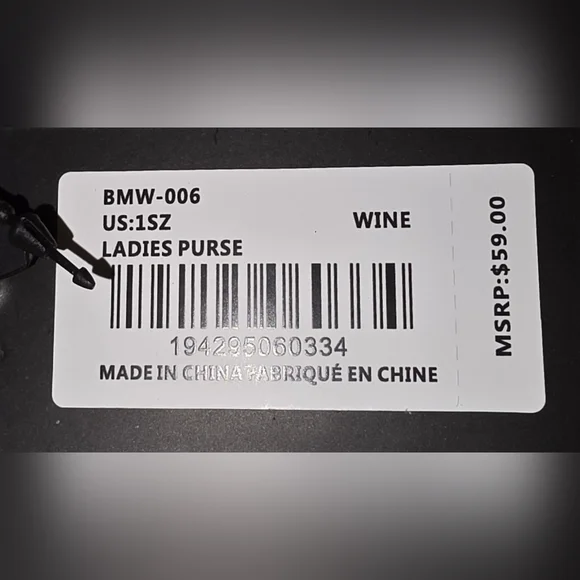 BMW-006
US:1SZ WINE
LADIES PURSE
194295060334
MADE IN CHINA FABRIQUÉ EN CHINE
MSRP:$59.00